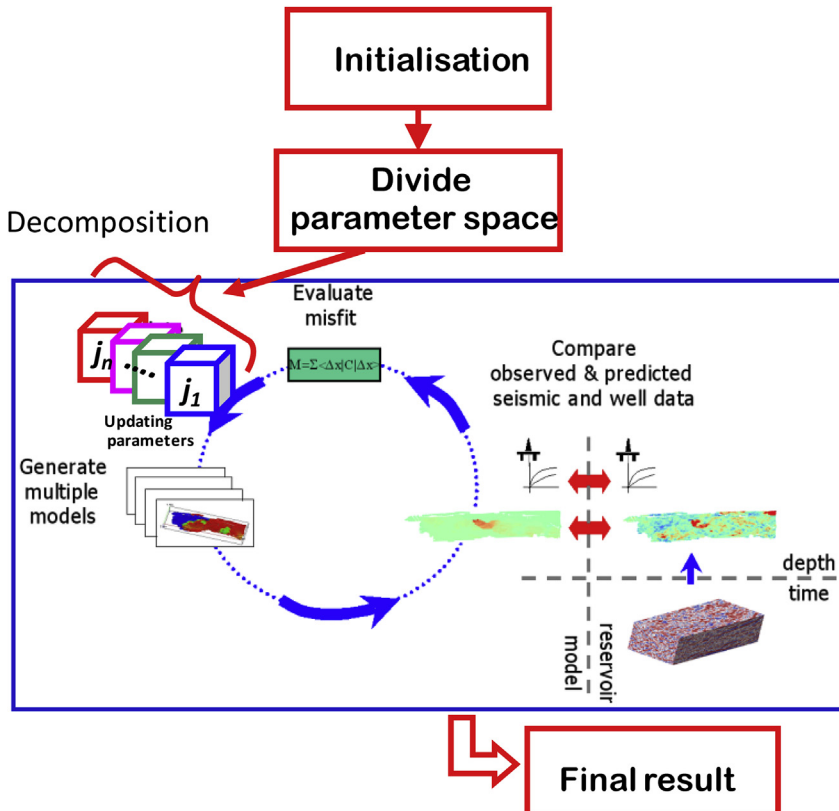 Initialisation
Divide
parameter space
Decomposition
Evaluate
misfit
M=Σ<Δx|C|Δx>
Compare
observed & predicted
seismic and well data
jn
j1
Updating
parameters
Generate
multiple
models
depth
time
model
reservoir
Final result